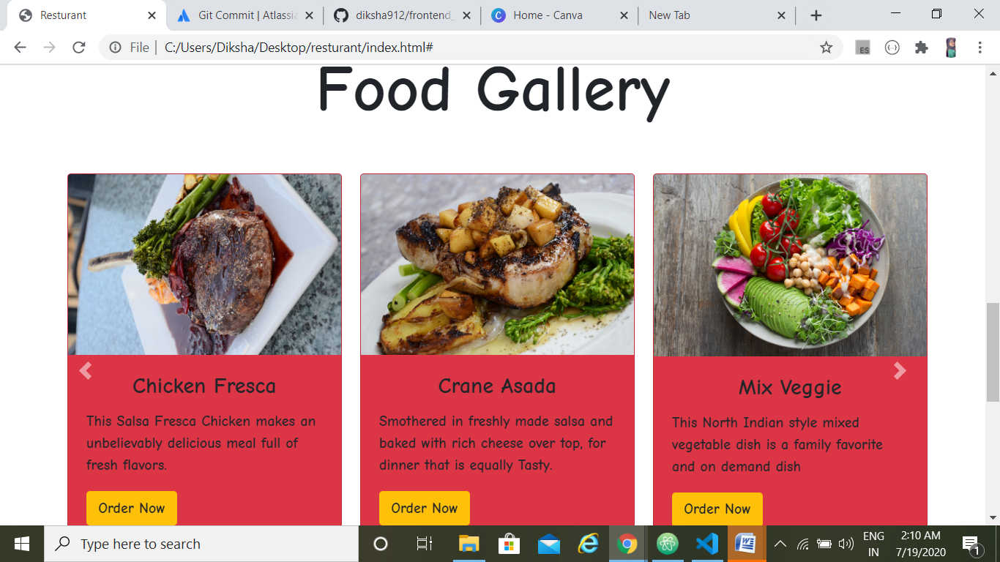 Resturant
Git Commit | Atlassia
diksha912/frontend_
Home - Canva
New Tab
File | C:/Users/Diksha/Desktop/resturant/index.html#
ES
Food Gallery
Chicken Fresca
This Salsa Fresca Chicken makes an
unbelievably delicious meal full of
fresh flavors.
Order Now
Crane Asada
Smothered in freshly made salsa and
baked with rich cheese over top, for
dinner that is equally Tasty.
Order Now
Mix Veggie
This North Indian style mixed
vegetable dish is a family favorite
and on demand dish
Order Now
Type here to search
ENG
IN
2:10 AM
7/19/2020
1